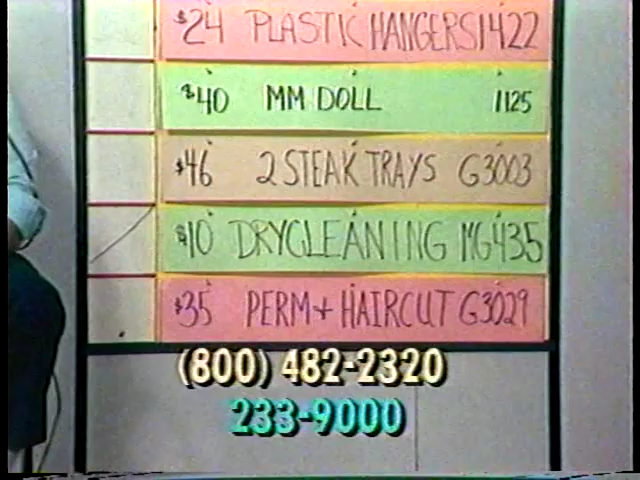 $24 PLASTIC HANGERS 1422
$40 MM DOLL 1125
$46 2 STEAK TRAYS G3003
$10 DRYCLEANING MG435
$35 PERM + HAIRCUT G3029
(800) 482-2320
233-9000